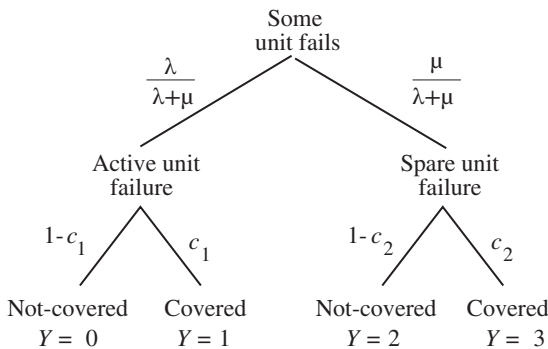 Some
unit fails
λ
λ+μ
μ
λ+μ
Active unit
failure
Spare unit
failure
1-c₁
c₁
1-c₂
c₂
Not-covered
Y = 0
Covered
Y = 1
Not-covered
Y = 2
Covered
Y = 3